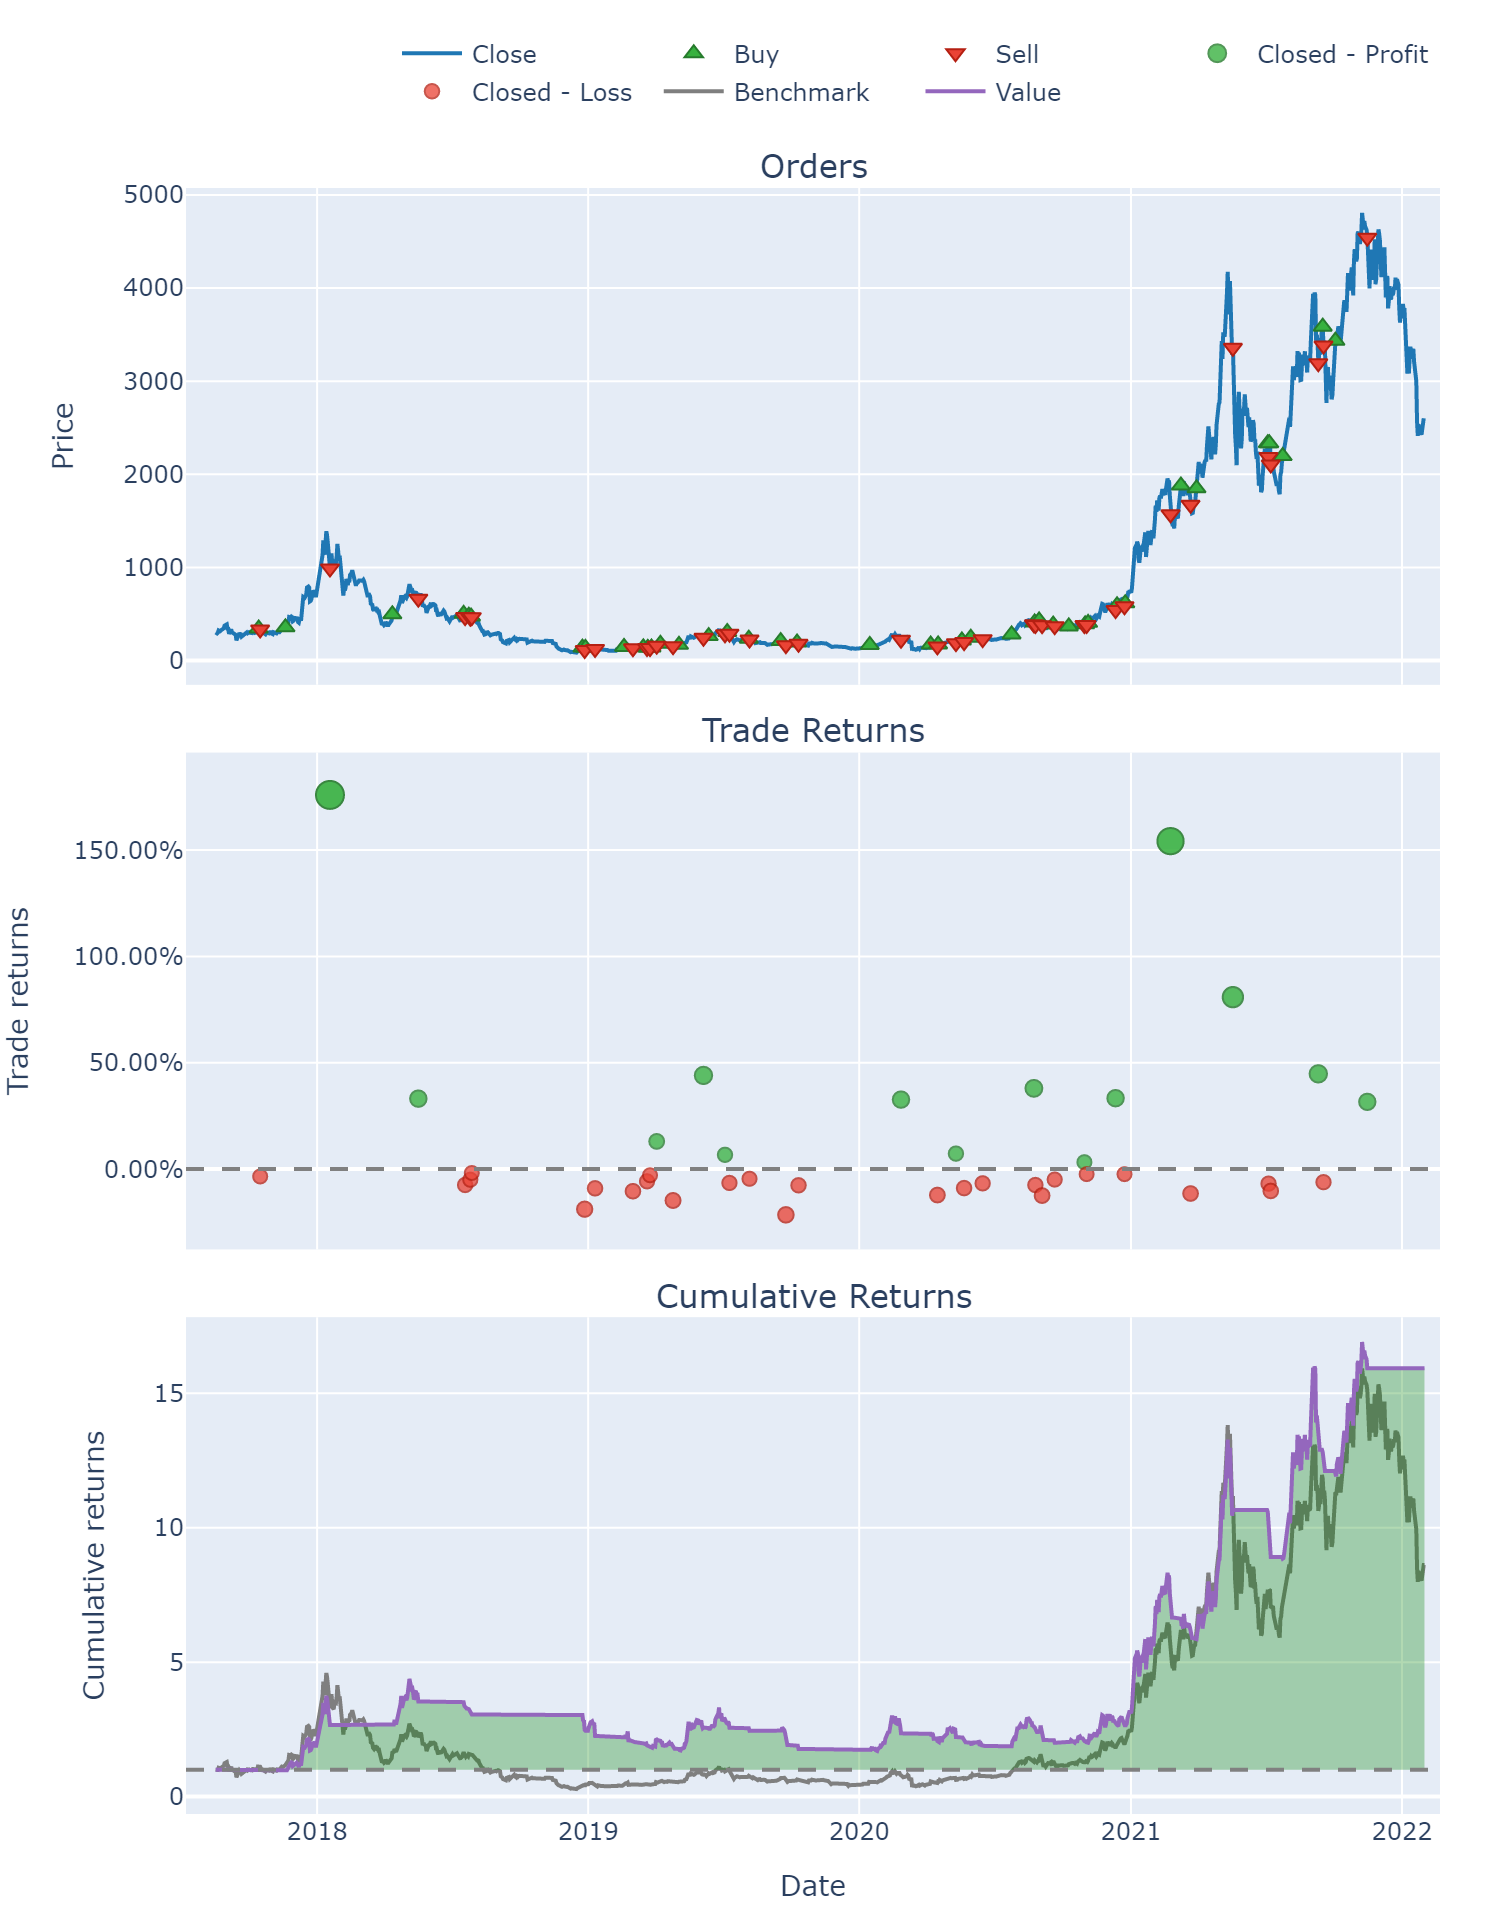 Close Buy Sell Closed - Profit
Closed - Loss Benchmark Value
Orders
5000
4000
3000
2000
1000
0
Price
Trade Returns
150.00%
100.00%
50.00%
0.00%
Trade returns
Cumulative Returns
15
10
5
0
Cumulative returns
2018 2019 2020 2021 2022
Date